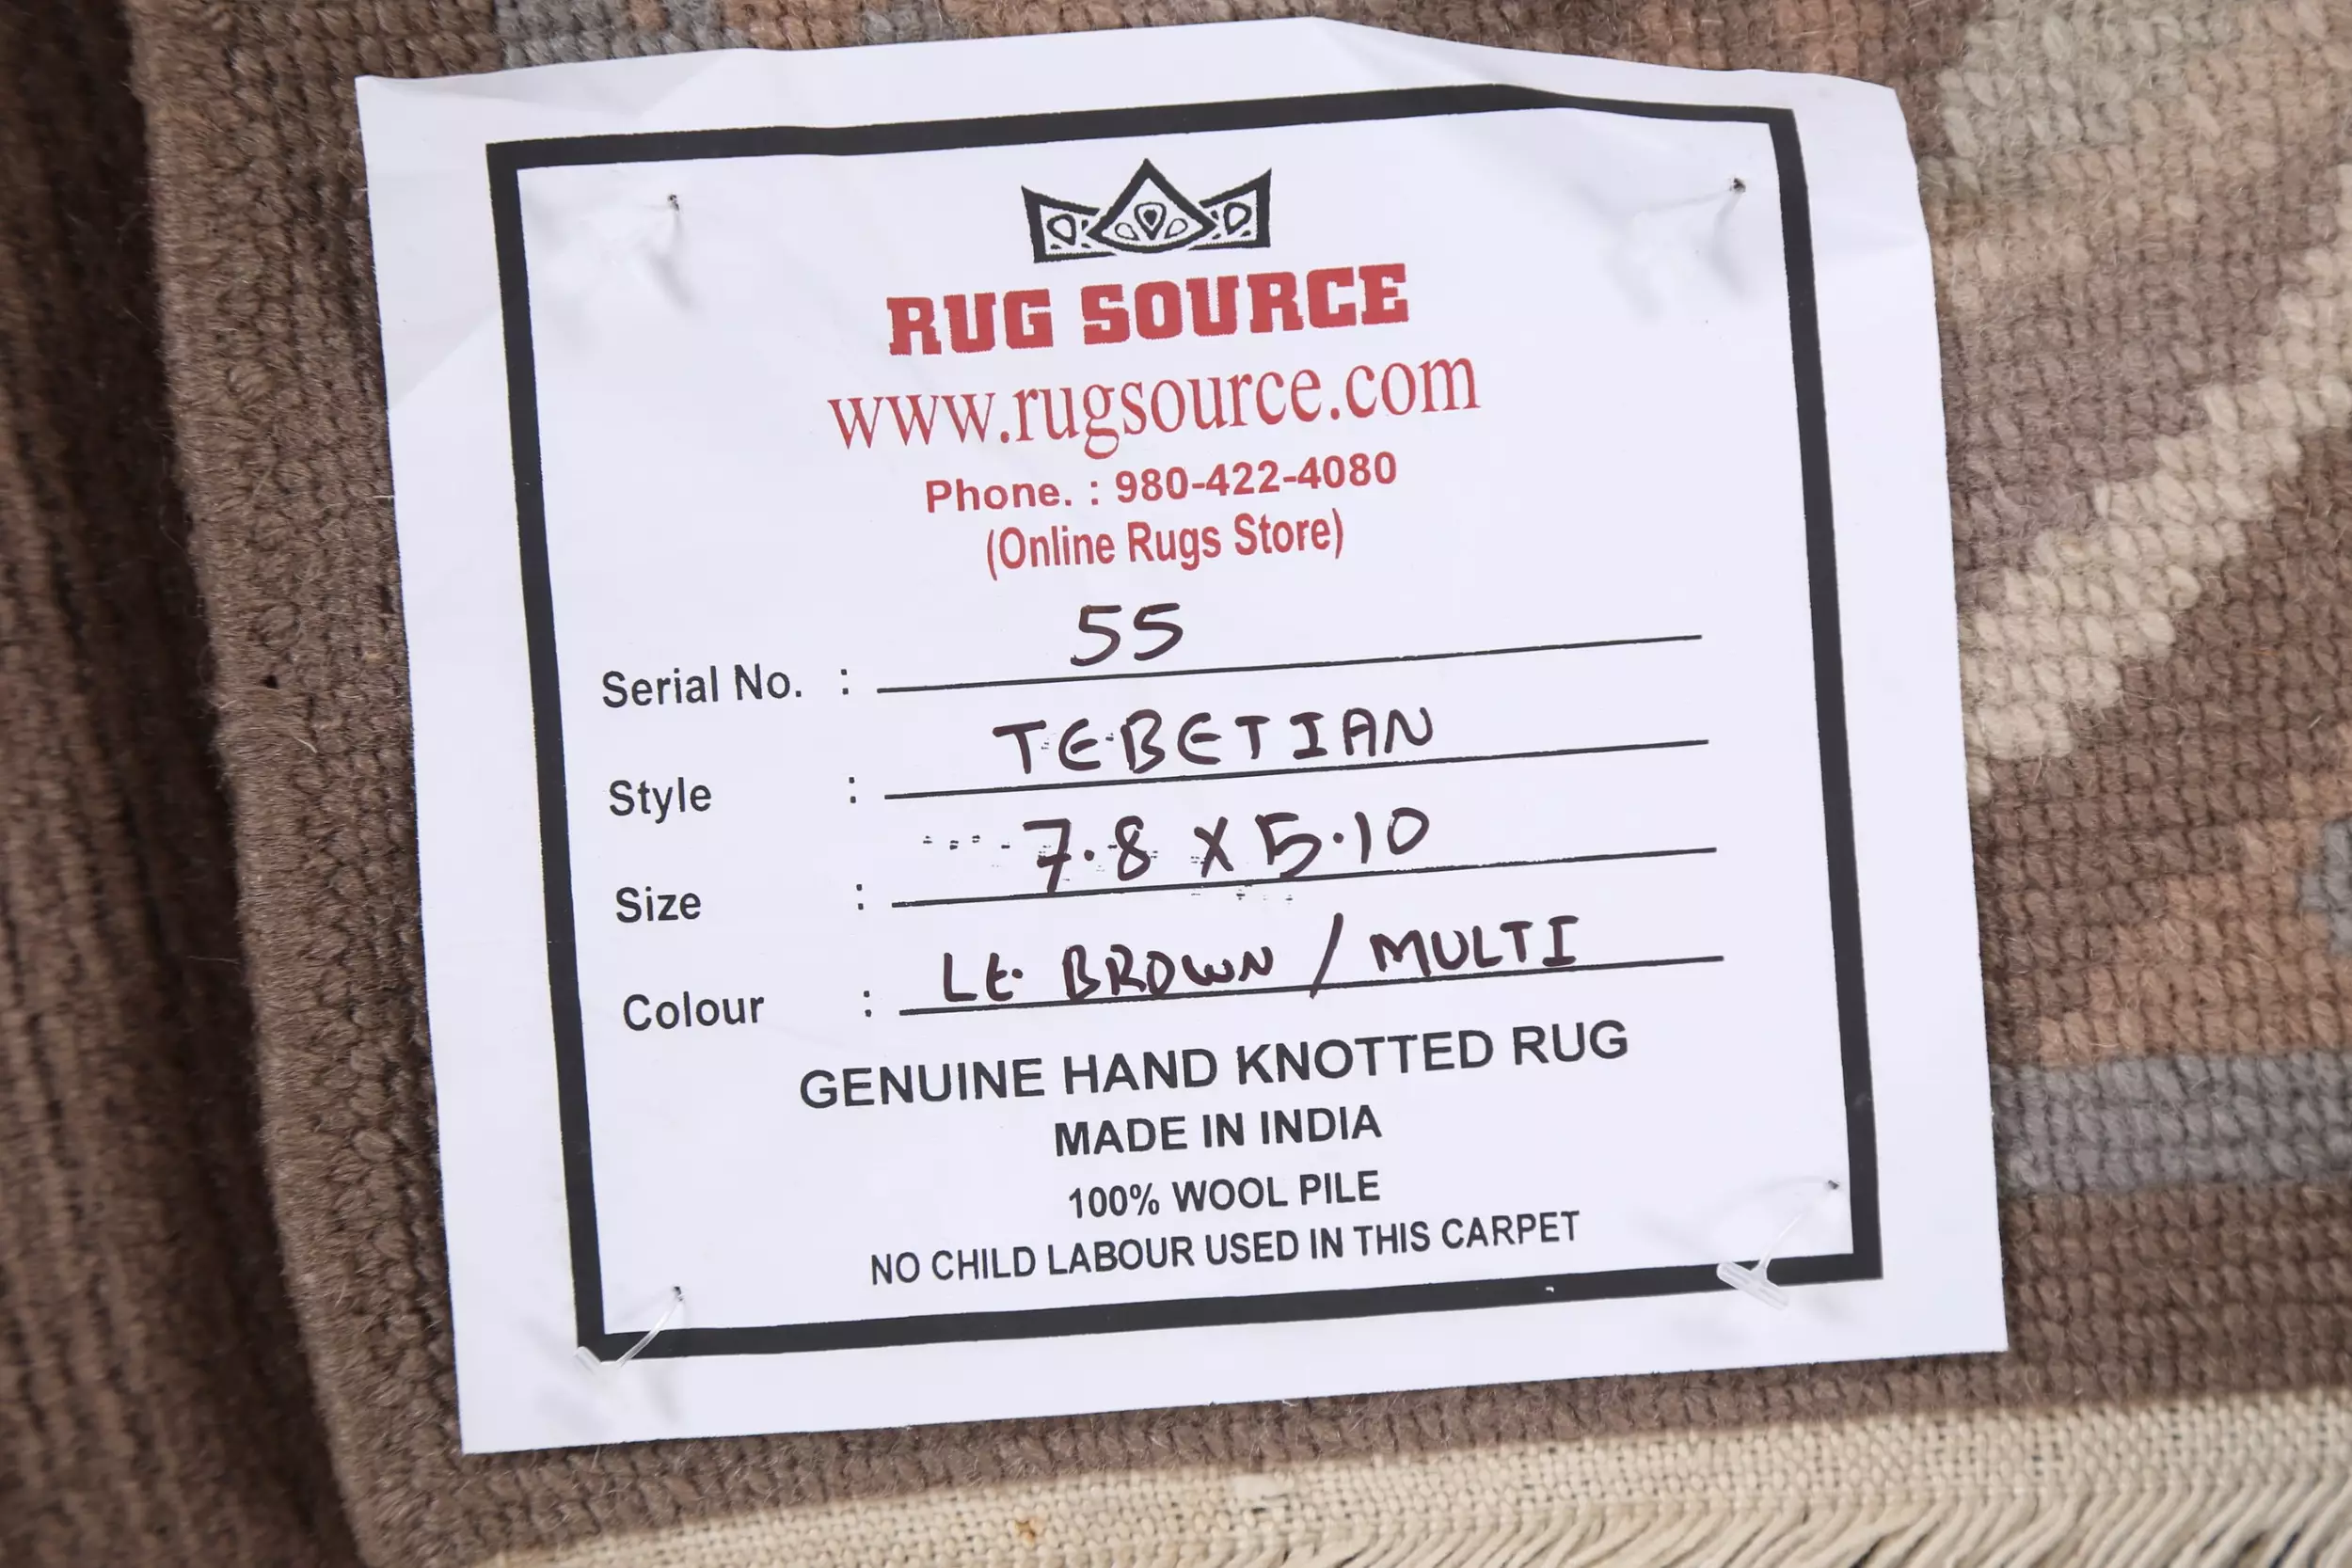 RUG SOURCE
www.rugsource.com
Phone. : 980-422-4080
(Online Rugs Store)
Serial No. : 55
Style : TEBETIAN
Size : 7.8 X 5.10
Colour : Lt. BROWN / MULTI
GENUINE HAND KNOTTED RUG
MADE IN INDIA
100% WOOL PILE
NO CHILD LABOUR USED IN THIS CARPET